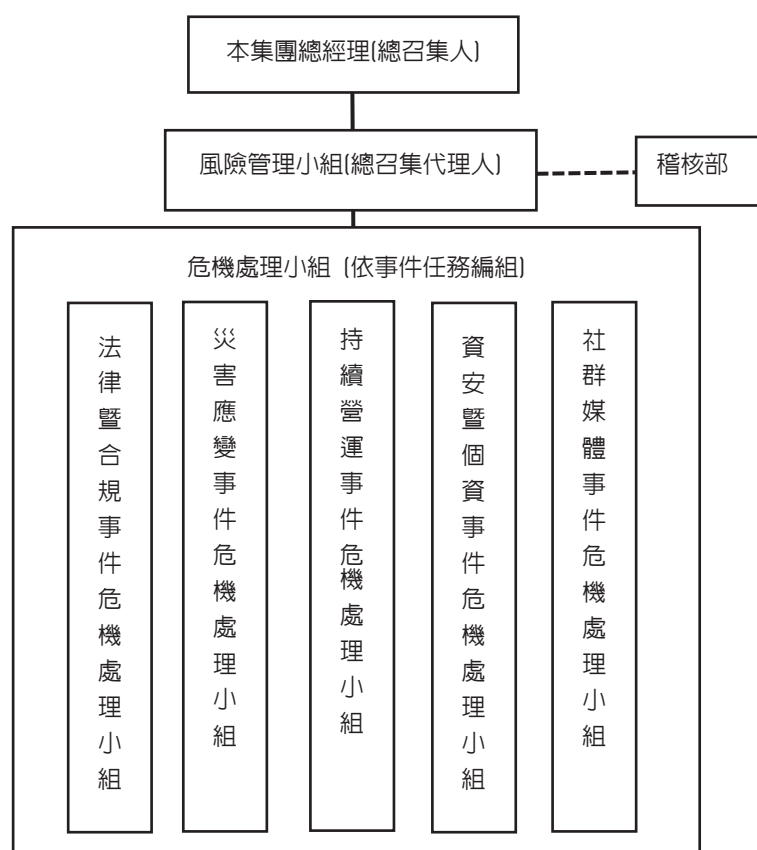 本集團總經理(總召集人)
風險管理小組(總召集代理人)
稽核部
危機處理小組 (依事件任務編組)
法律暨合規事件危機處理小組
災害應變事件危機處理小組
持續營運事件危機處理小組
資安暨個資事件危機處理小組
社群媒體事件危機處理小組